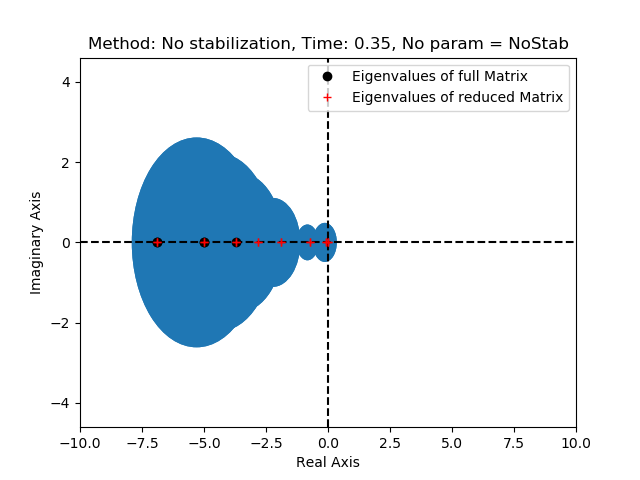 Method: No stabilization, Time: 0.35, No param = NoStab
Eigenvalues of full Matrix
Eigenvalues of reduced Matrix
4
2
0
−2
−4
Imaginary Axis
−10.0 −7.5 −5.0 −2.5 0.0 2.5 5.0 7.5 10.0
Real Axis